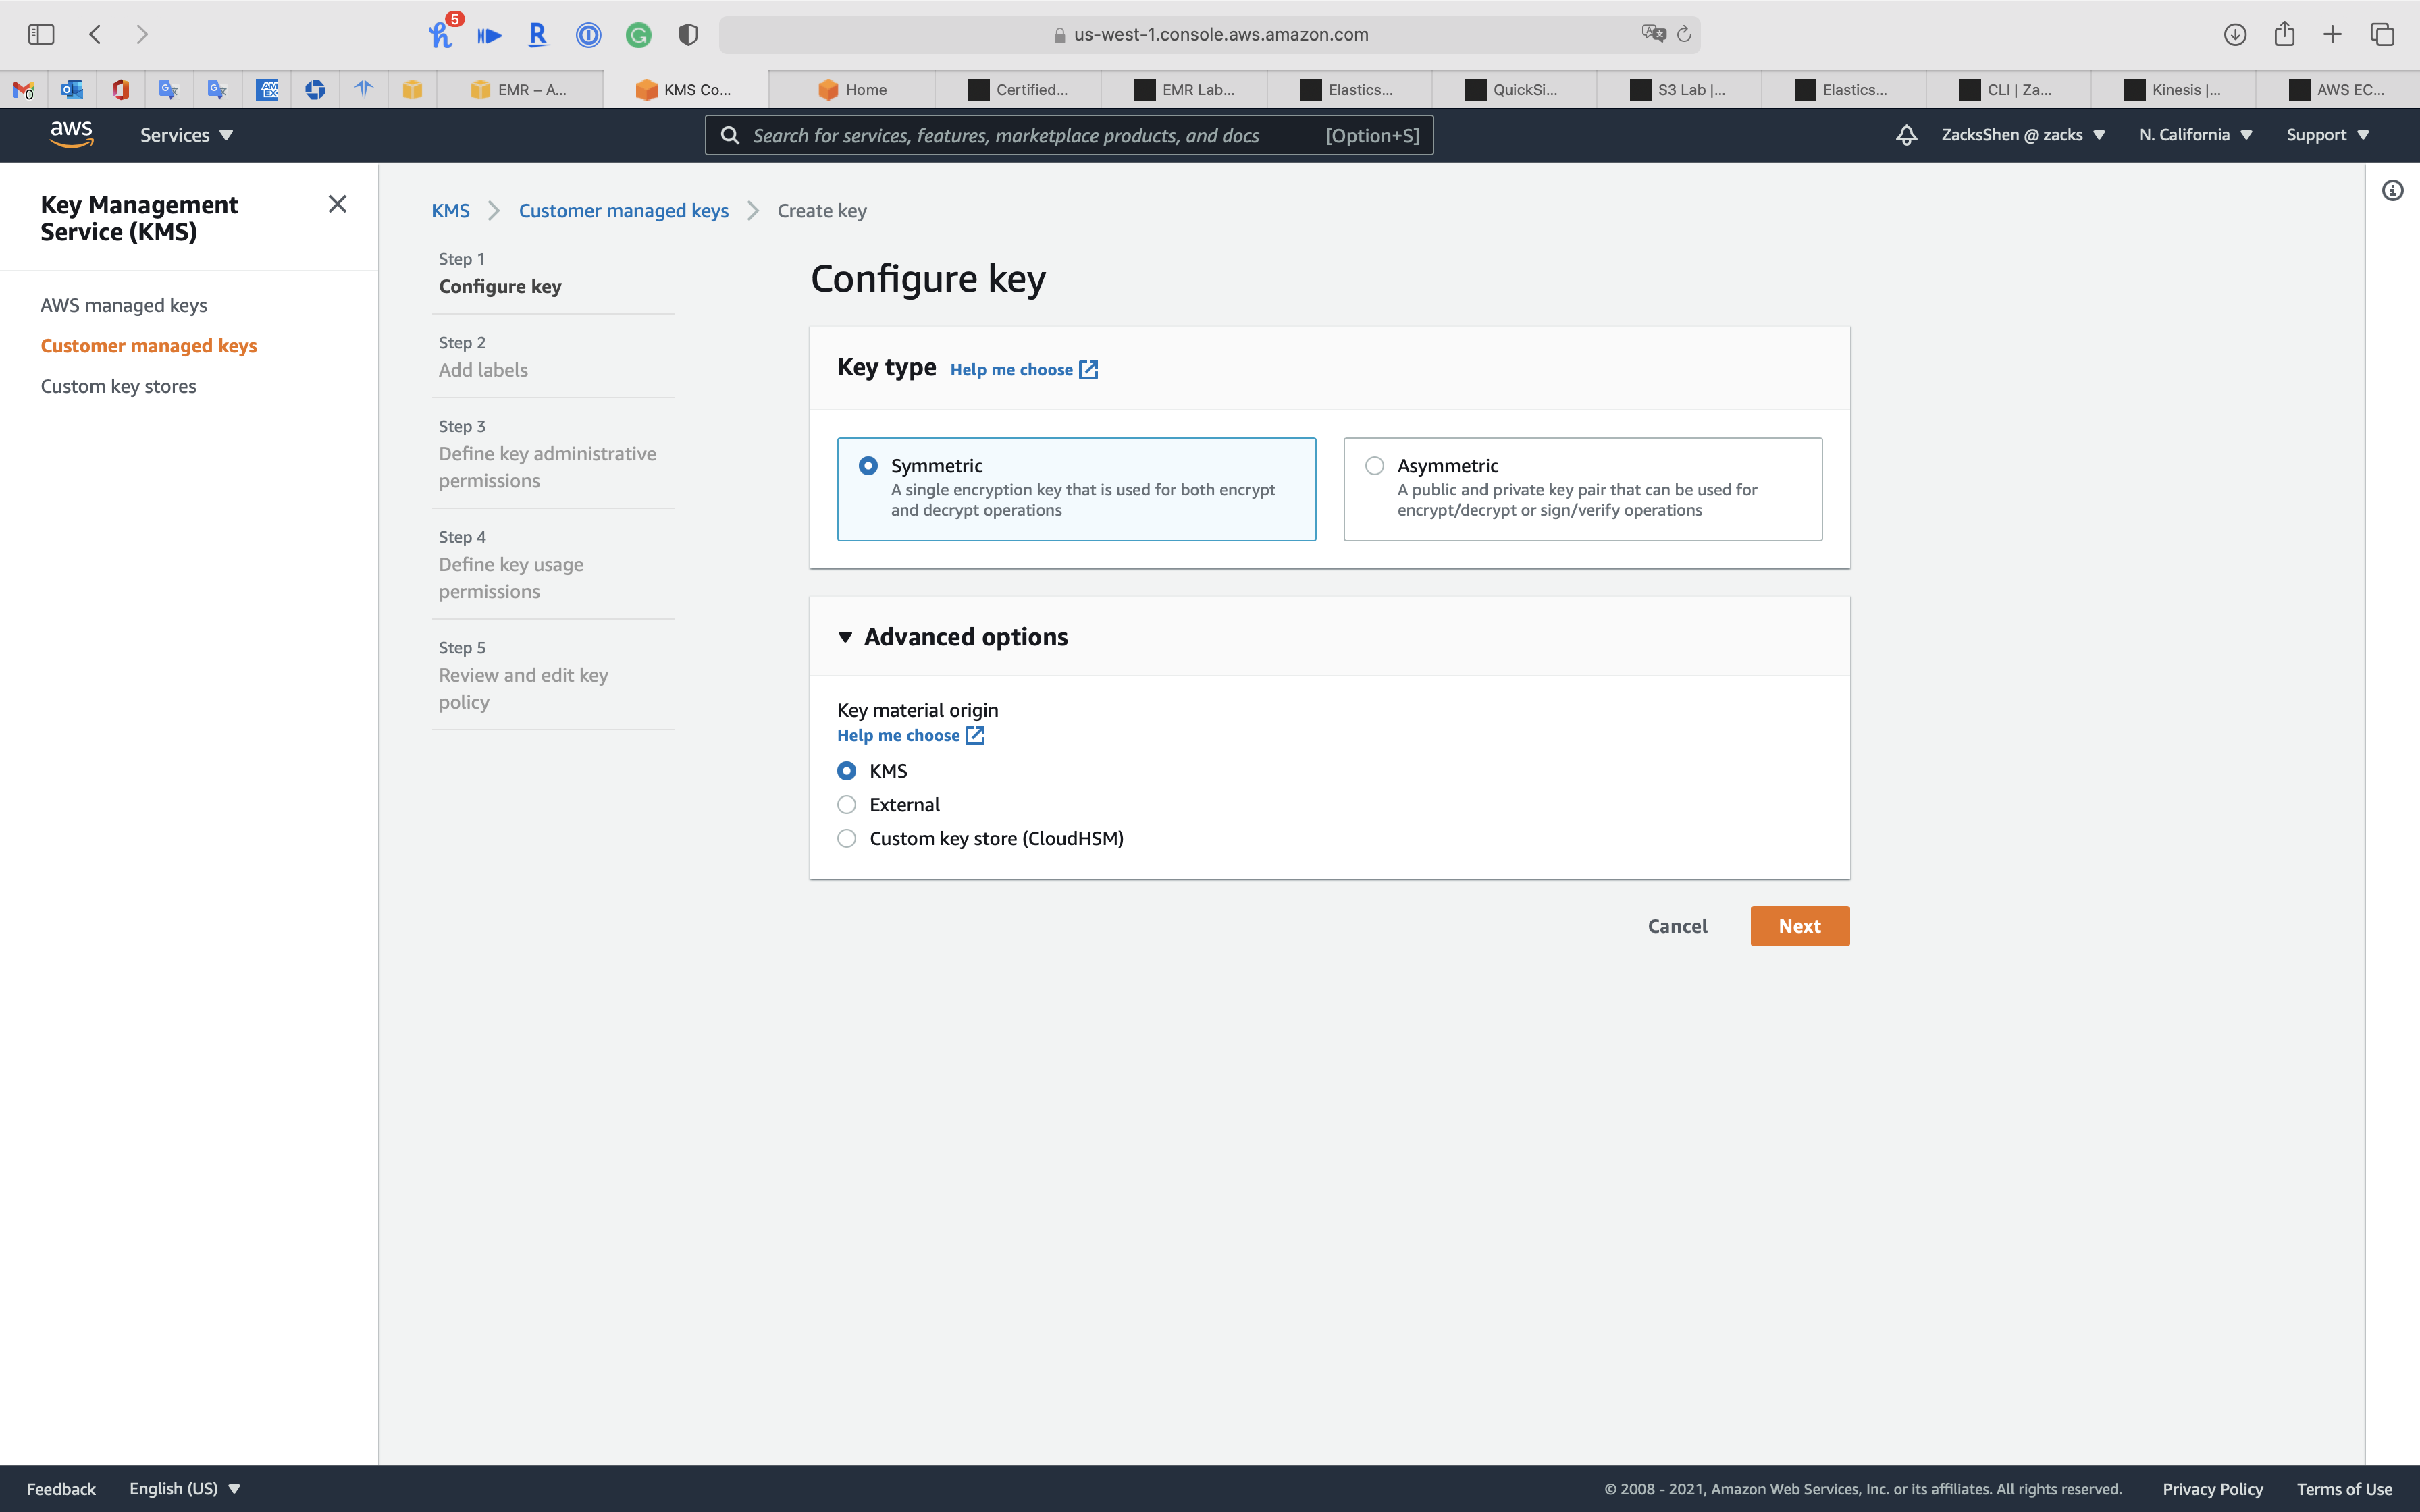 5
us-west-1.console.aws.amazon.com
EMR – A...
KMS Co...
Home
Certified...
EMR Lab...
Elastics...
QuickSi...
S3 Lab |...
Elastics...
CLI | Za...
Kinesis |...
AWS EC...
aws
Services
Search for services, features, marketplace products, and docs
[Option+S]
ZacksShen @ zacks
N. California
Support
Key Management
Service (KMS)
AWS managed keys
Customer managed keys
Custom key stores
KMS
Customer managed keys
Create key
Step 1
Configure key
Step 2
Add labels
Step 3
Define key administrative
permissions
Step 4
Define key usage
permissions
Step 5
Review and edit key
policy
Configure key
Key type
Help me choose
Symmetric
A single encryption key that is used for both encrypt
and decrypt operations
Asymmetric
A public and private key pair that can be used for
encrypt/decrypt or sign/verify operations
Advanced options
Key material origin
Help me choose
KMS
External
Custom key store (CloudHSM)
Cancel
Next
Feedback
English (US)
© 2008 - 2021, Amazon Web Services, Inc. or its affiliates. All rights reserved.
Privacy Policy
Terms of Use